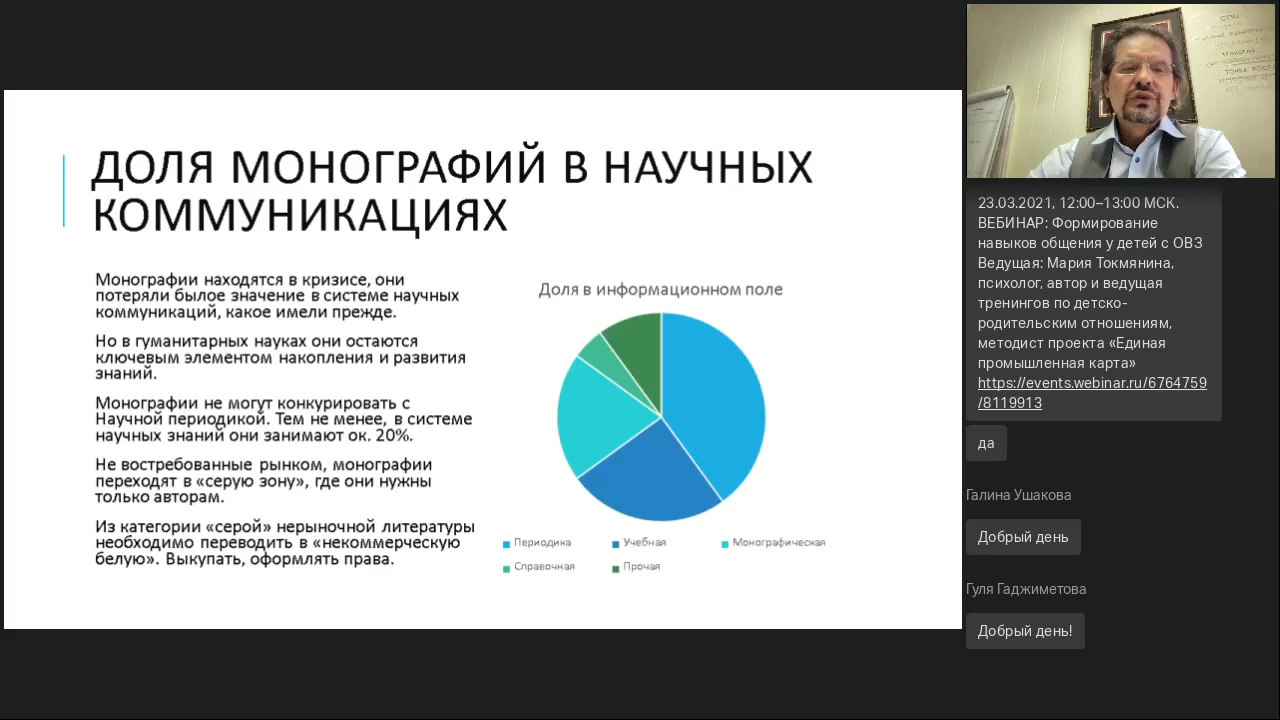 ДОЛЯ МОНОГРАФИЙ В НАУЧНЫХ
КОММУНИКАЦИЯХ
Монографии находятся в кризисе, они
потеряли былое значение в системе научных
коммуникаций, какое имели прежде.
Но в гуманитарных науках они остаются
ключевым элементом накопления и развития
знаний.
Монографии не могут конкурировать с
Научной периодикой. Тем не менее, в системе
научных знаний они занимают ок. 20%.
Не востребованные рынком, монографии
переходят в «серую зону», где они нужны
только авторам.
Из категории «серой» нерыночной литературы
необходимо переводить в «некоммерческую
белую». Выкупать, оформлять права.
Доля в информационном поле
Периодика
Учебная
Монографическая
Справочная
Прочая
СПО
23.03.2021, 12:00–13:00 МСК.
ВЕБИНАР: Формирование
навыков общения у детей с ОВЗ
Ведущая: Мария Токмянина,
психолог, автор и ведущая
тренингов по детско-
родительским отношениям,
методист проекта «Единая
промышленная карта»
https://events.webinar.ru/6764759
/8119913
да
Галина Ушакова
Добрый день
Гуля Гаджиметова
Добрый день!